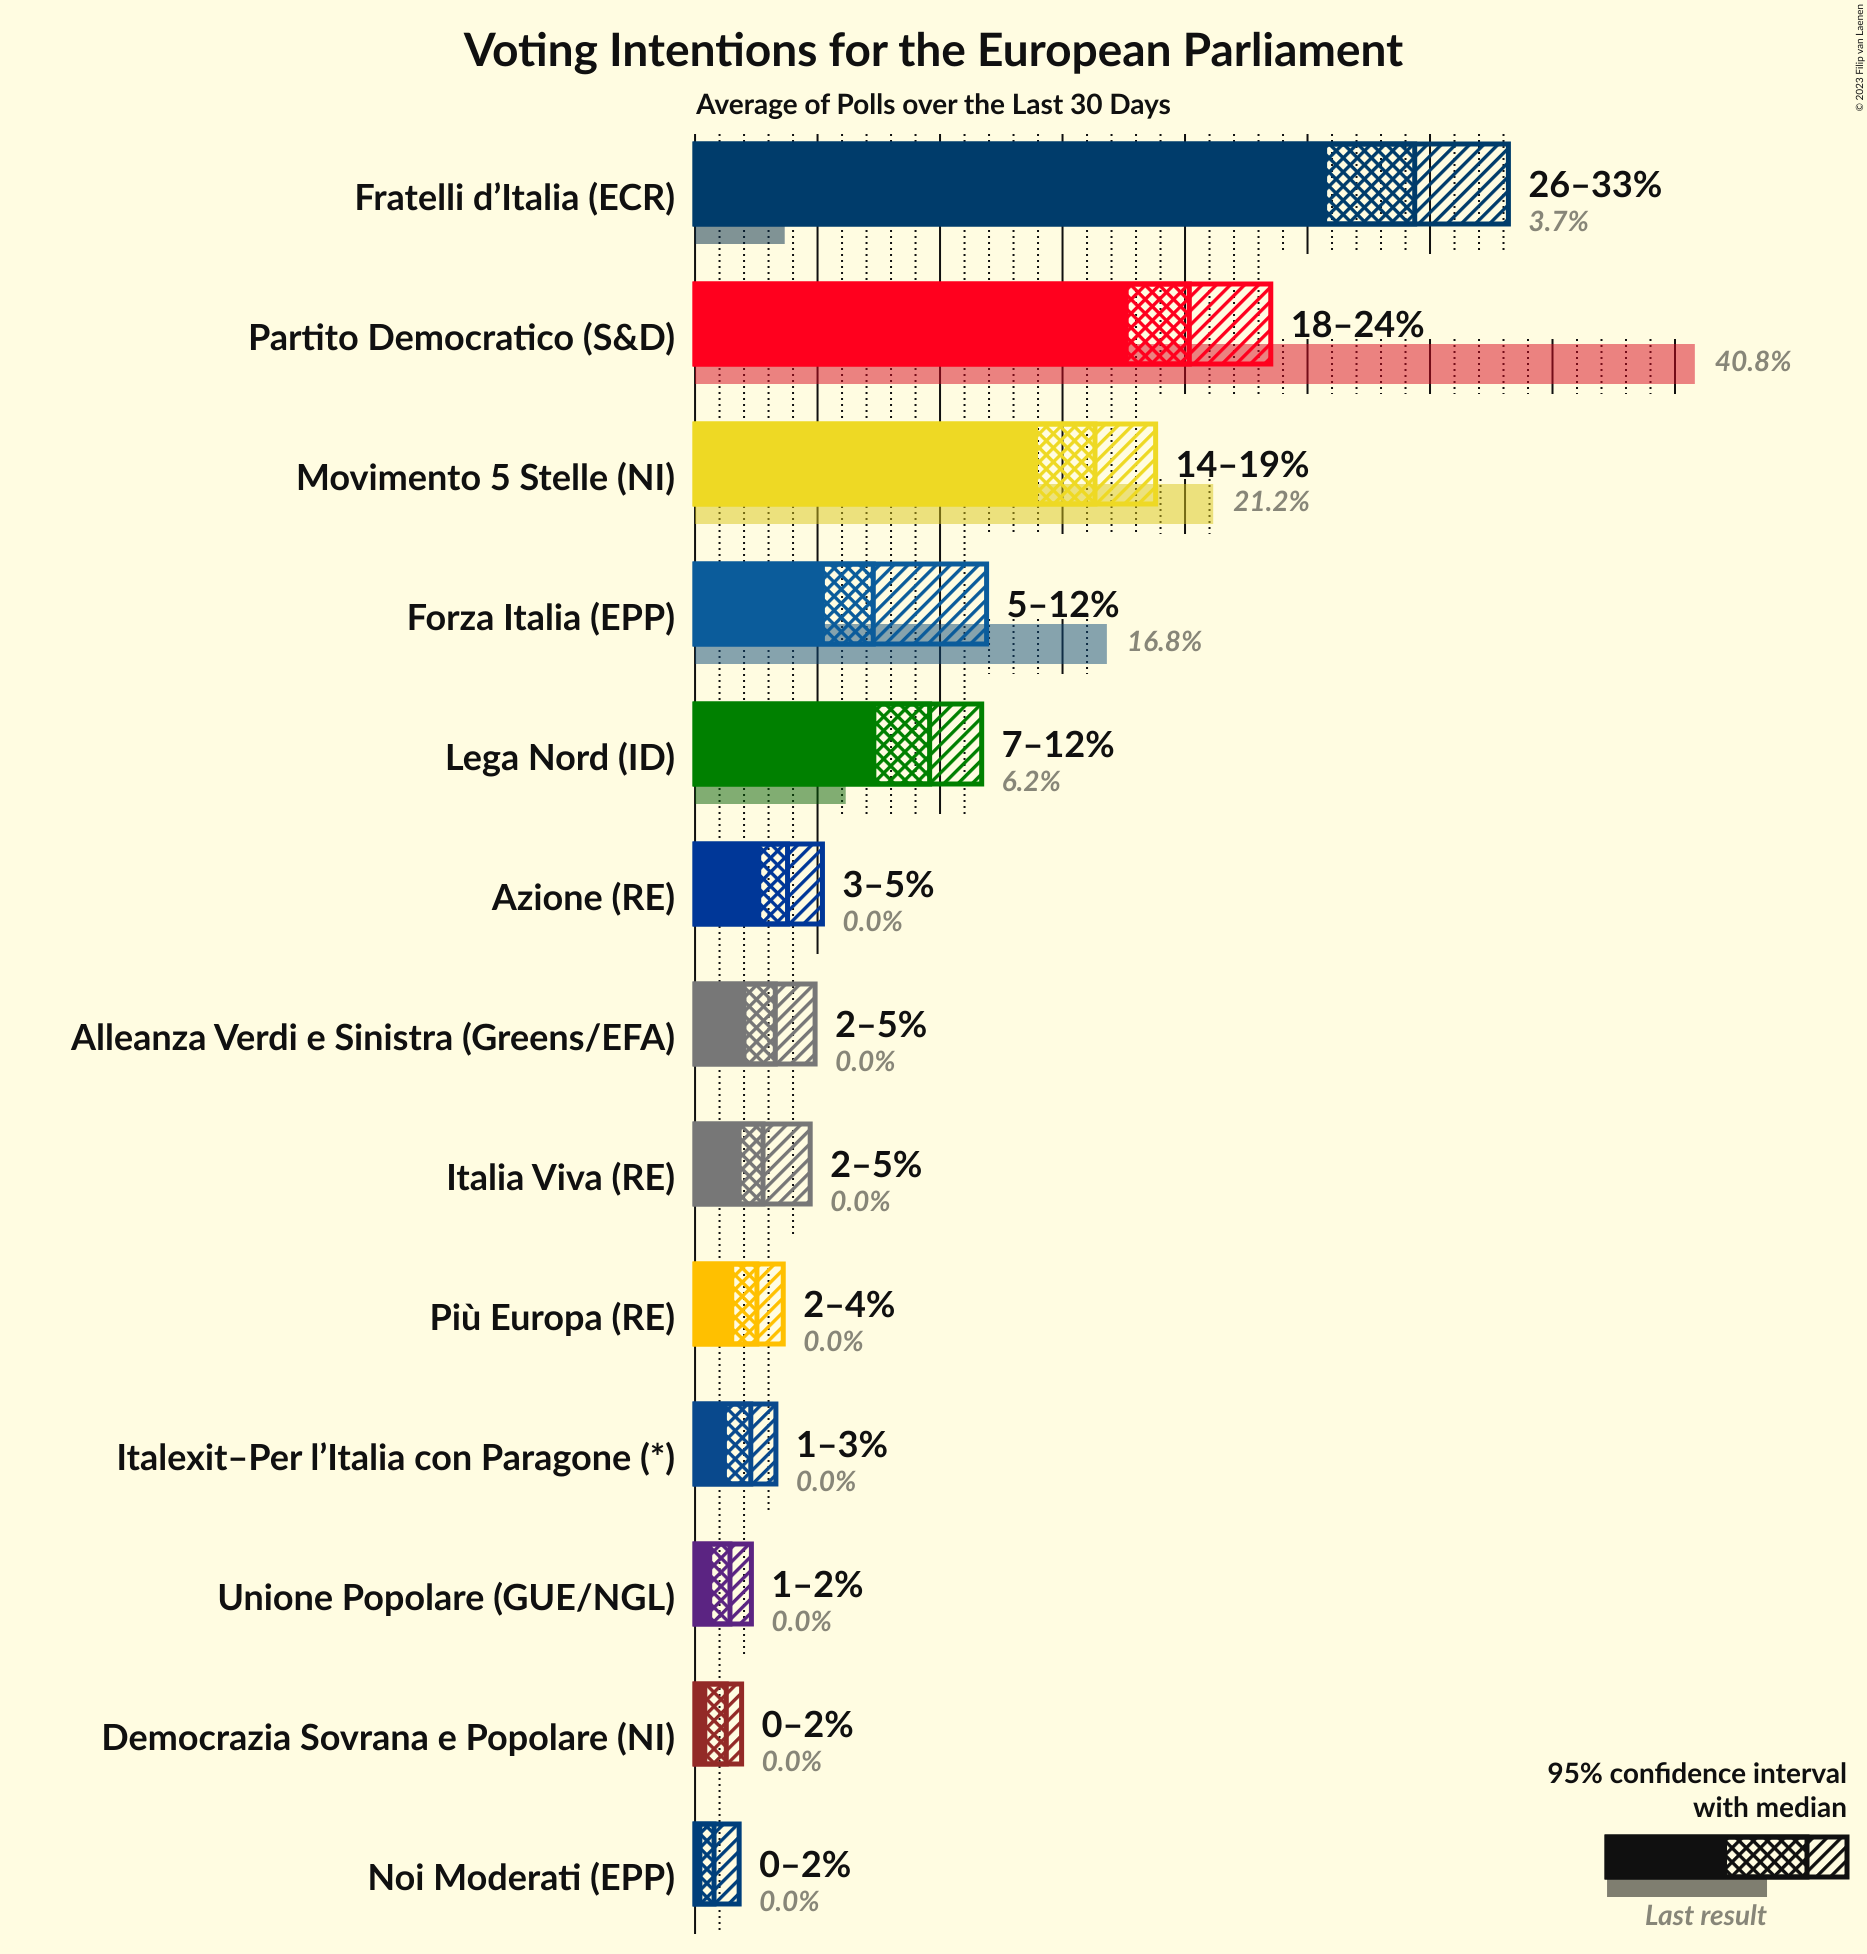 Voting Intentions for the European Parliament
Average of Polls over the Last 30 Days
© 2023 Filip van Laenen
Fratelli d’Italia (ECR)
26–33%
3.7%
Partito Democratico (S&D)
18–24%
40.8%
Movimento 5 Stelle (NI)
14–19%
21.2%
Forza Italia (EPP)
5–12%
16.8%
Lega Nord (ID)
7–12%
6.2%
Azione (RE)
3–5%
0.0%
Alleanza Verdi e Sinistra (Greens/EFA)
2–5%
0.0%
Italia Viva (RE)
2–5%
0.0%
Più Europa (RE)
2–4%
0.0%
Italexit–Per l’Italia con Paragone (*)
1–3%
0.0%
Unione Popolare (GUE/NGL)
1–2%
0.0%
Democrazia Sovrana e Popolare (NI)
0–2%
0.0%
Noi Moderati (EPP)
0–2%
0.0%
95% confidence interval
with median
Last result